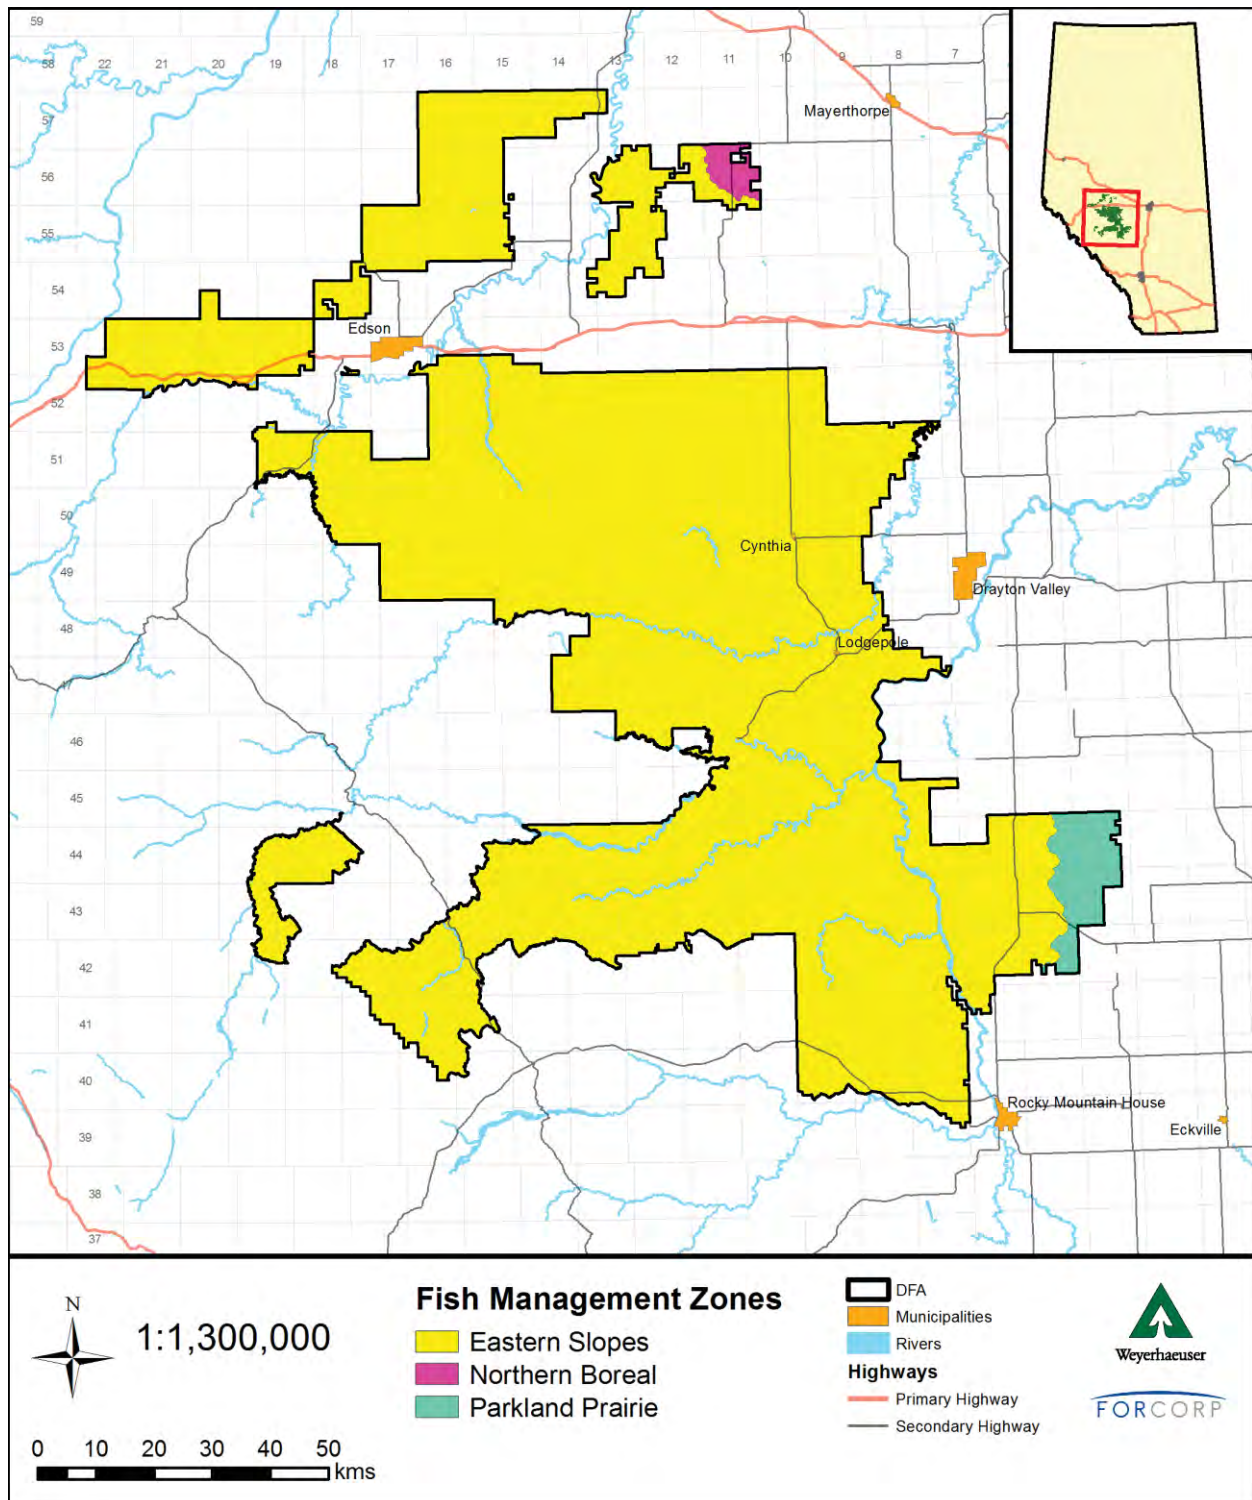 59
58 22 21 20 19 18 17 16 15 14 13 12 11 10 9 8 7
Mayerthorpe
57
56
55
54
Edson
53
52
51
50
Cynthia
49
Drayton Valley
48
Lodgepole
47
46
45
44
43
42
41
40
Rocky Mountain House
39
Eckville
38
37
N
1:1,300,000
0 10 20 30 40 50
kms
Fish Management Zones
Eastern Slopes
Northern Boreal
Parkland Prairie
DFA
Municipalities
Rivers
Highways
Primary Highway
Secondary Highway
Weyerhaeuser
FORCORP